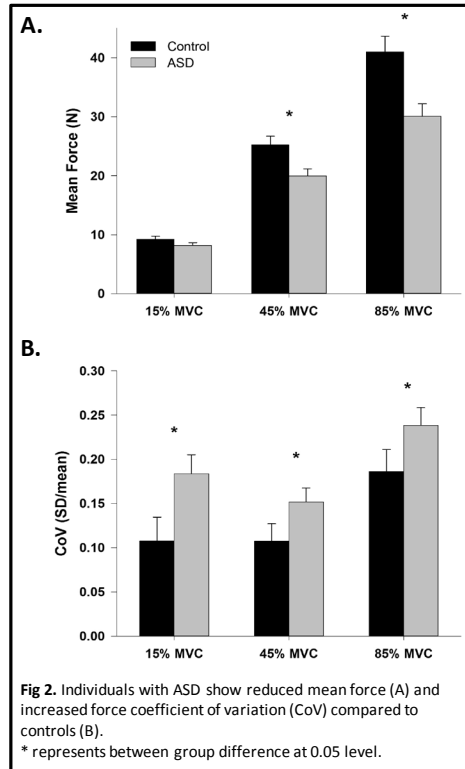 A.
Control
ASD
Mean Force (N)
40
30
20
10
0
*
*
15% MVC 45% MVC 85% MVC
B.
CoV (SD/mean)
0.30
0.25
0.20
0.15
0.10
0.05
0.00
*
*
*
15% MVC 45% MVC 85% MVC
Fig 2. Individuals with ASD show reduced mean force (A) and
increased force coefficient of variation (CoV) compared to
controls (B).
* represents between group difference at 0.05 level.